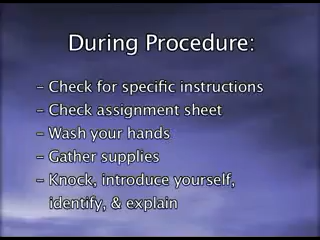 During Procedure:
- Check for specific instructions
- Check assignment sheet
- Wash your hands
- Gather supplies
- Knock, introduce yourself,
identify, & explain